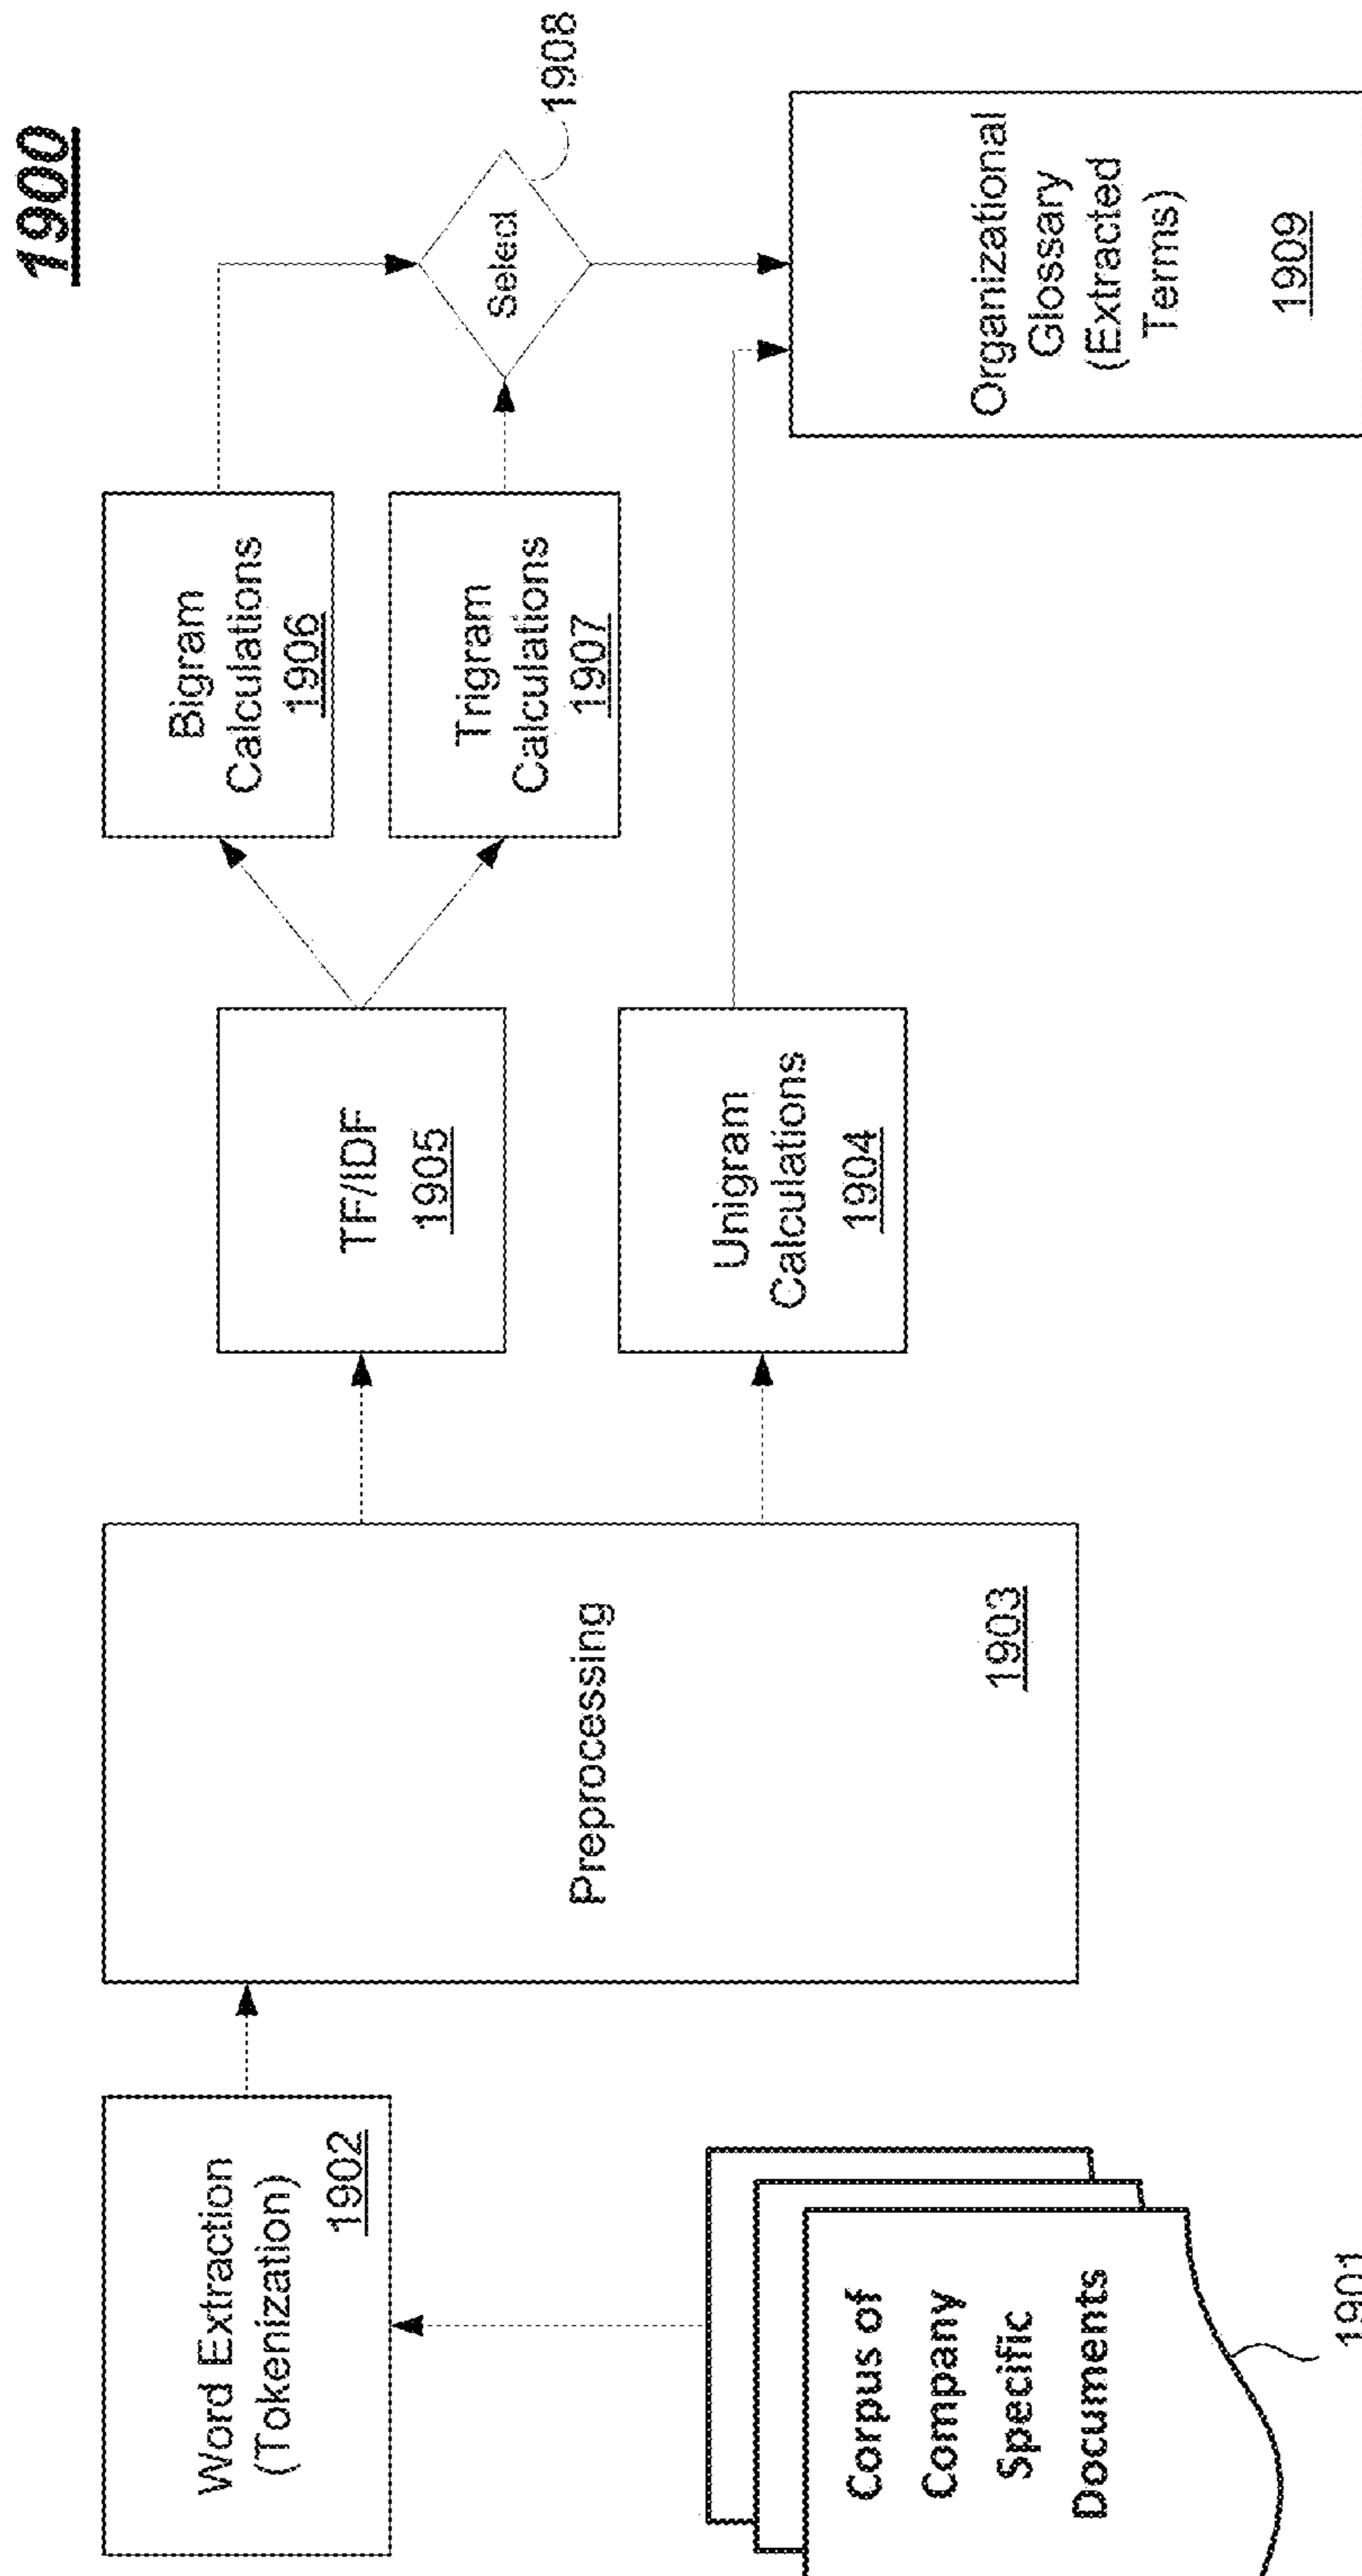 1900
Word Extraction
(Tokenization)
1902
Corpus of
Company
Specific
Documents
1901
Preprocessing
1903
TF/IDF
1905
Unigram
Calculations
1904
Bigram
Calculations
1906
Trigram
Calculations
1907
Select
1908
Organizational
Glossary
(Extracted
Terms)
1909